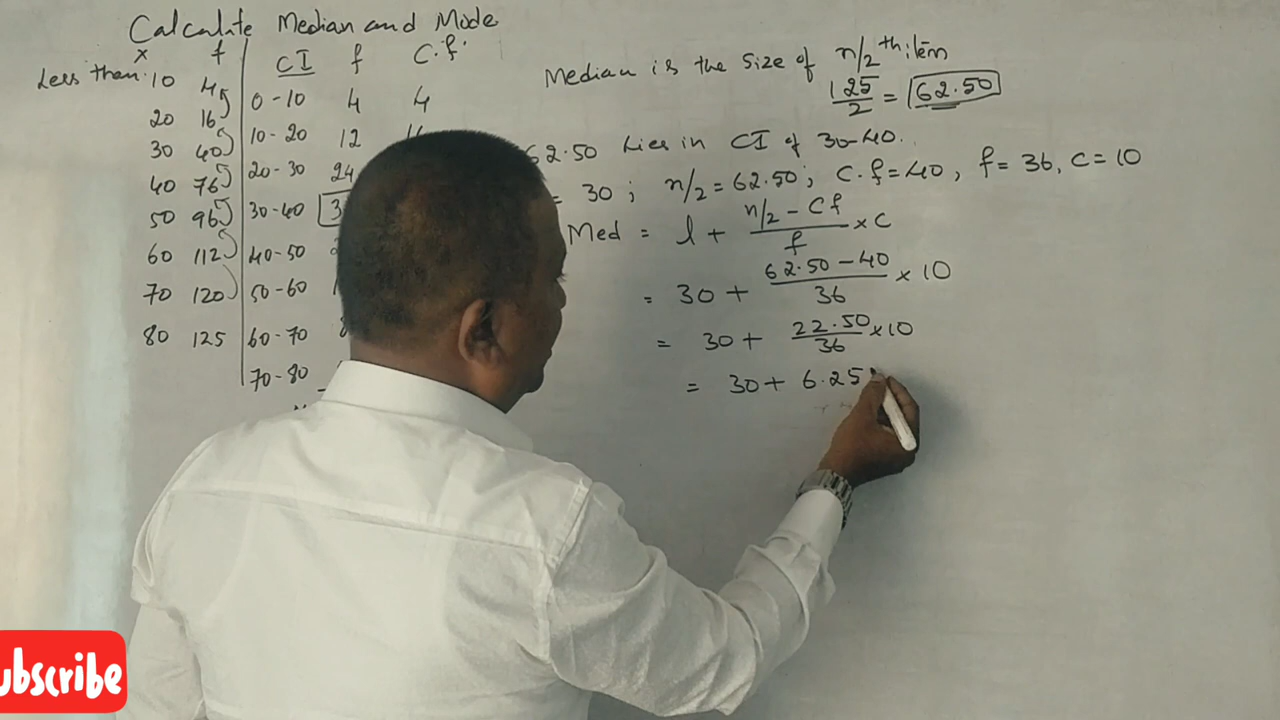 Calculate Median and Mode
x f CI f C.f.
Less than 10 4
20 16
30 40
40 76
50 96
60 112
70 120
80 125
0-10 4 4
10-20 12
20-30 24
30-40 3
40-50
50-60
60-70
70-80
Median is the size of n/2 th item
125/2 = 62.50
62.50 Lies in CI of 30-40.
= 30 ; n/2 = 62.50; C.f = 40, f = 36, c = 10
Med = l + n/2 - Cf / f × c
= 30 + 62.50 - 40 / 36 × 10
= 30 + 22.50 / 36 × 10
= 30 + 6.25
ubscribe